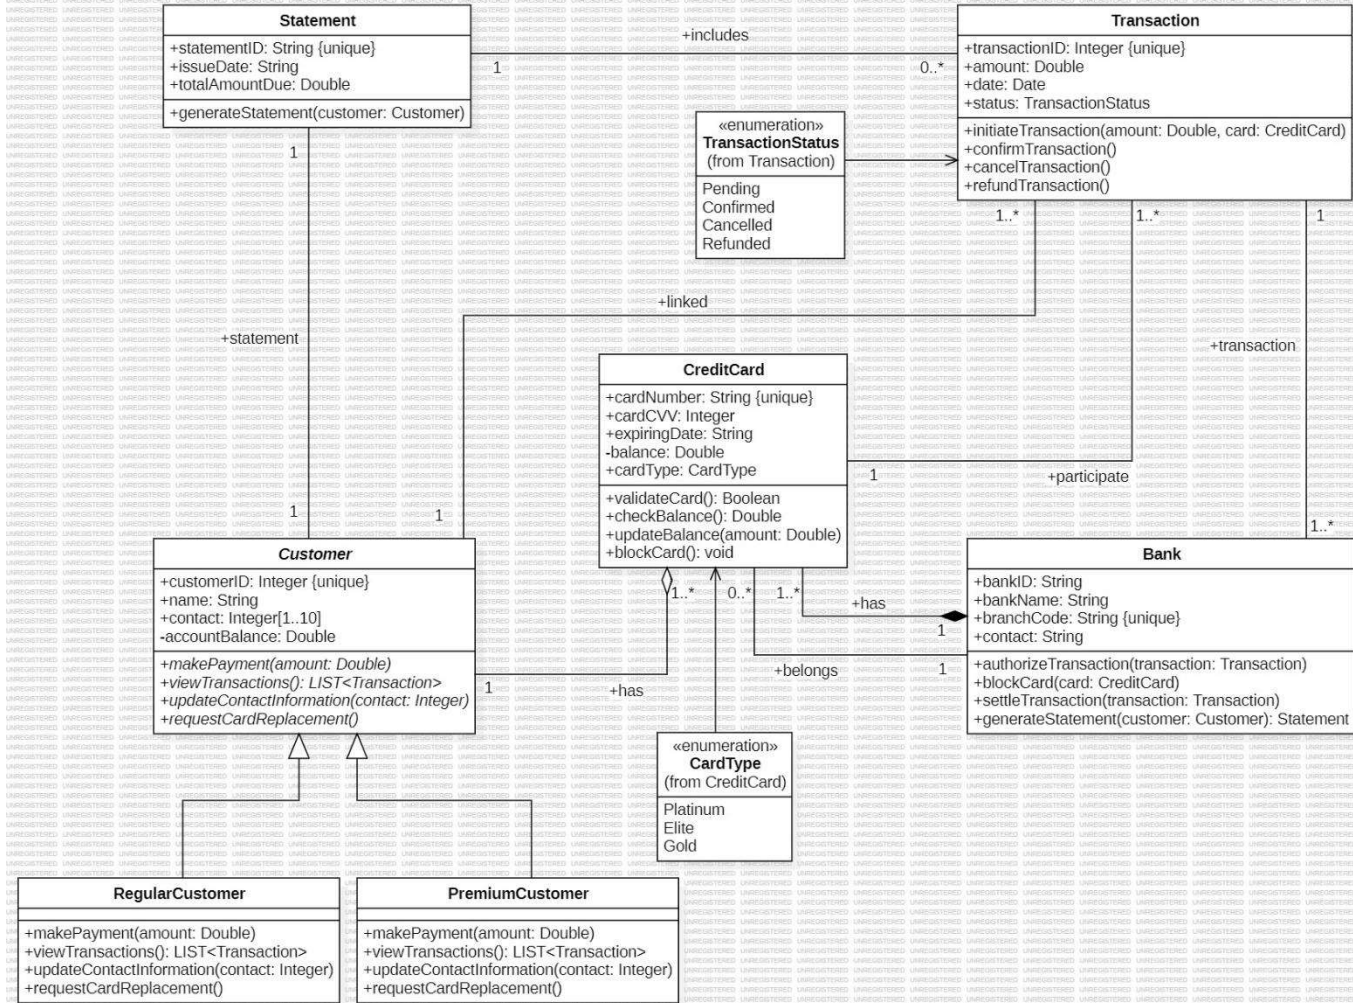 Statement
+statementID: String {unique}
+issueDate: String
+totalAmountDue: Double
+generateStatement(customer: Customer)
+includes
1
0..*
Transaction
+transactionID: Integer {unique}
+amount: Double
+date: Date
+status: TransactionStatus
+initiateTransaction(amount: Double, card: CreditCard)
+confirmTransaction()
+cancelTransaction()
+refundTransaction()
«enumeration»
TransactionStatus
(from Transaction)
Pending
Confirmed
Cancelled
Refunded
1
1..*
1..*
1
+linked
+statement
+transaction
CreditCard
+cardNumber: String {unique}
+cardCVV: Integer
+expiringDate: String
-balance: Double
+cardType: CardType
+validateCard(): Boolean
+checkBalance(): Double
+updateBalance(amount: Double)
+blockCard(): void
1
+participate
1
1
1..*
Customer
+customerID: Integer {unique}
+name: String
+contact: Integer[1..10]
-accountBalance: Double
+makePayment(amount: Double)
+viewTransactions(): LIST<Transaction>
+updateContactInformation(contact: Integer)
+requestCardReplacement()
1..*
0..*
1..*
+has
1
+belongs
1
1
+has
Bank
+bankID: String
+bankName: String
+branchCode: String {unique}
+contact: String
+authorizeTransaction(transaction: Transaction)
+blockCard(card: CreditCard)
+settleTransaction(transaction: Transaction)
+generateStatement(customer: Customer): Statement
«enumeration»
CardType
(from CreditCard)
Platinum
Elite
Gold
RegularCustomer
+makePayment(amount: Double)
+viewTransactions(): LIST<Transaction>
+updateContactInformation(contact: Integer)
+requestCardReplacement()
PremiumCustomer
+makePayment(amount: Double)
+viewTransactions(): LIST<Transaction>
+updateContactInformation(contact: Integer)
+requestCardReplacement()
UNREGISTERED